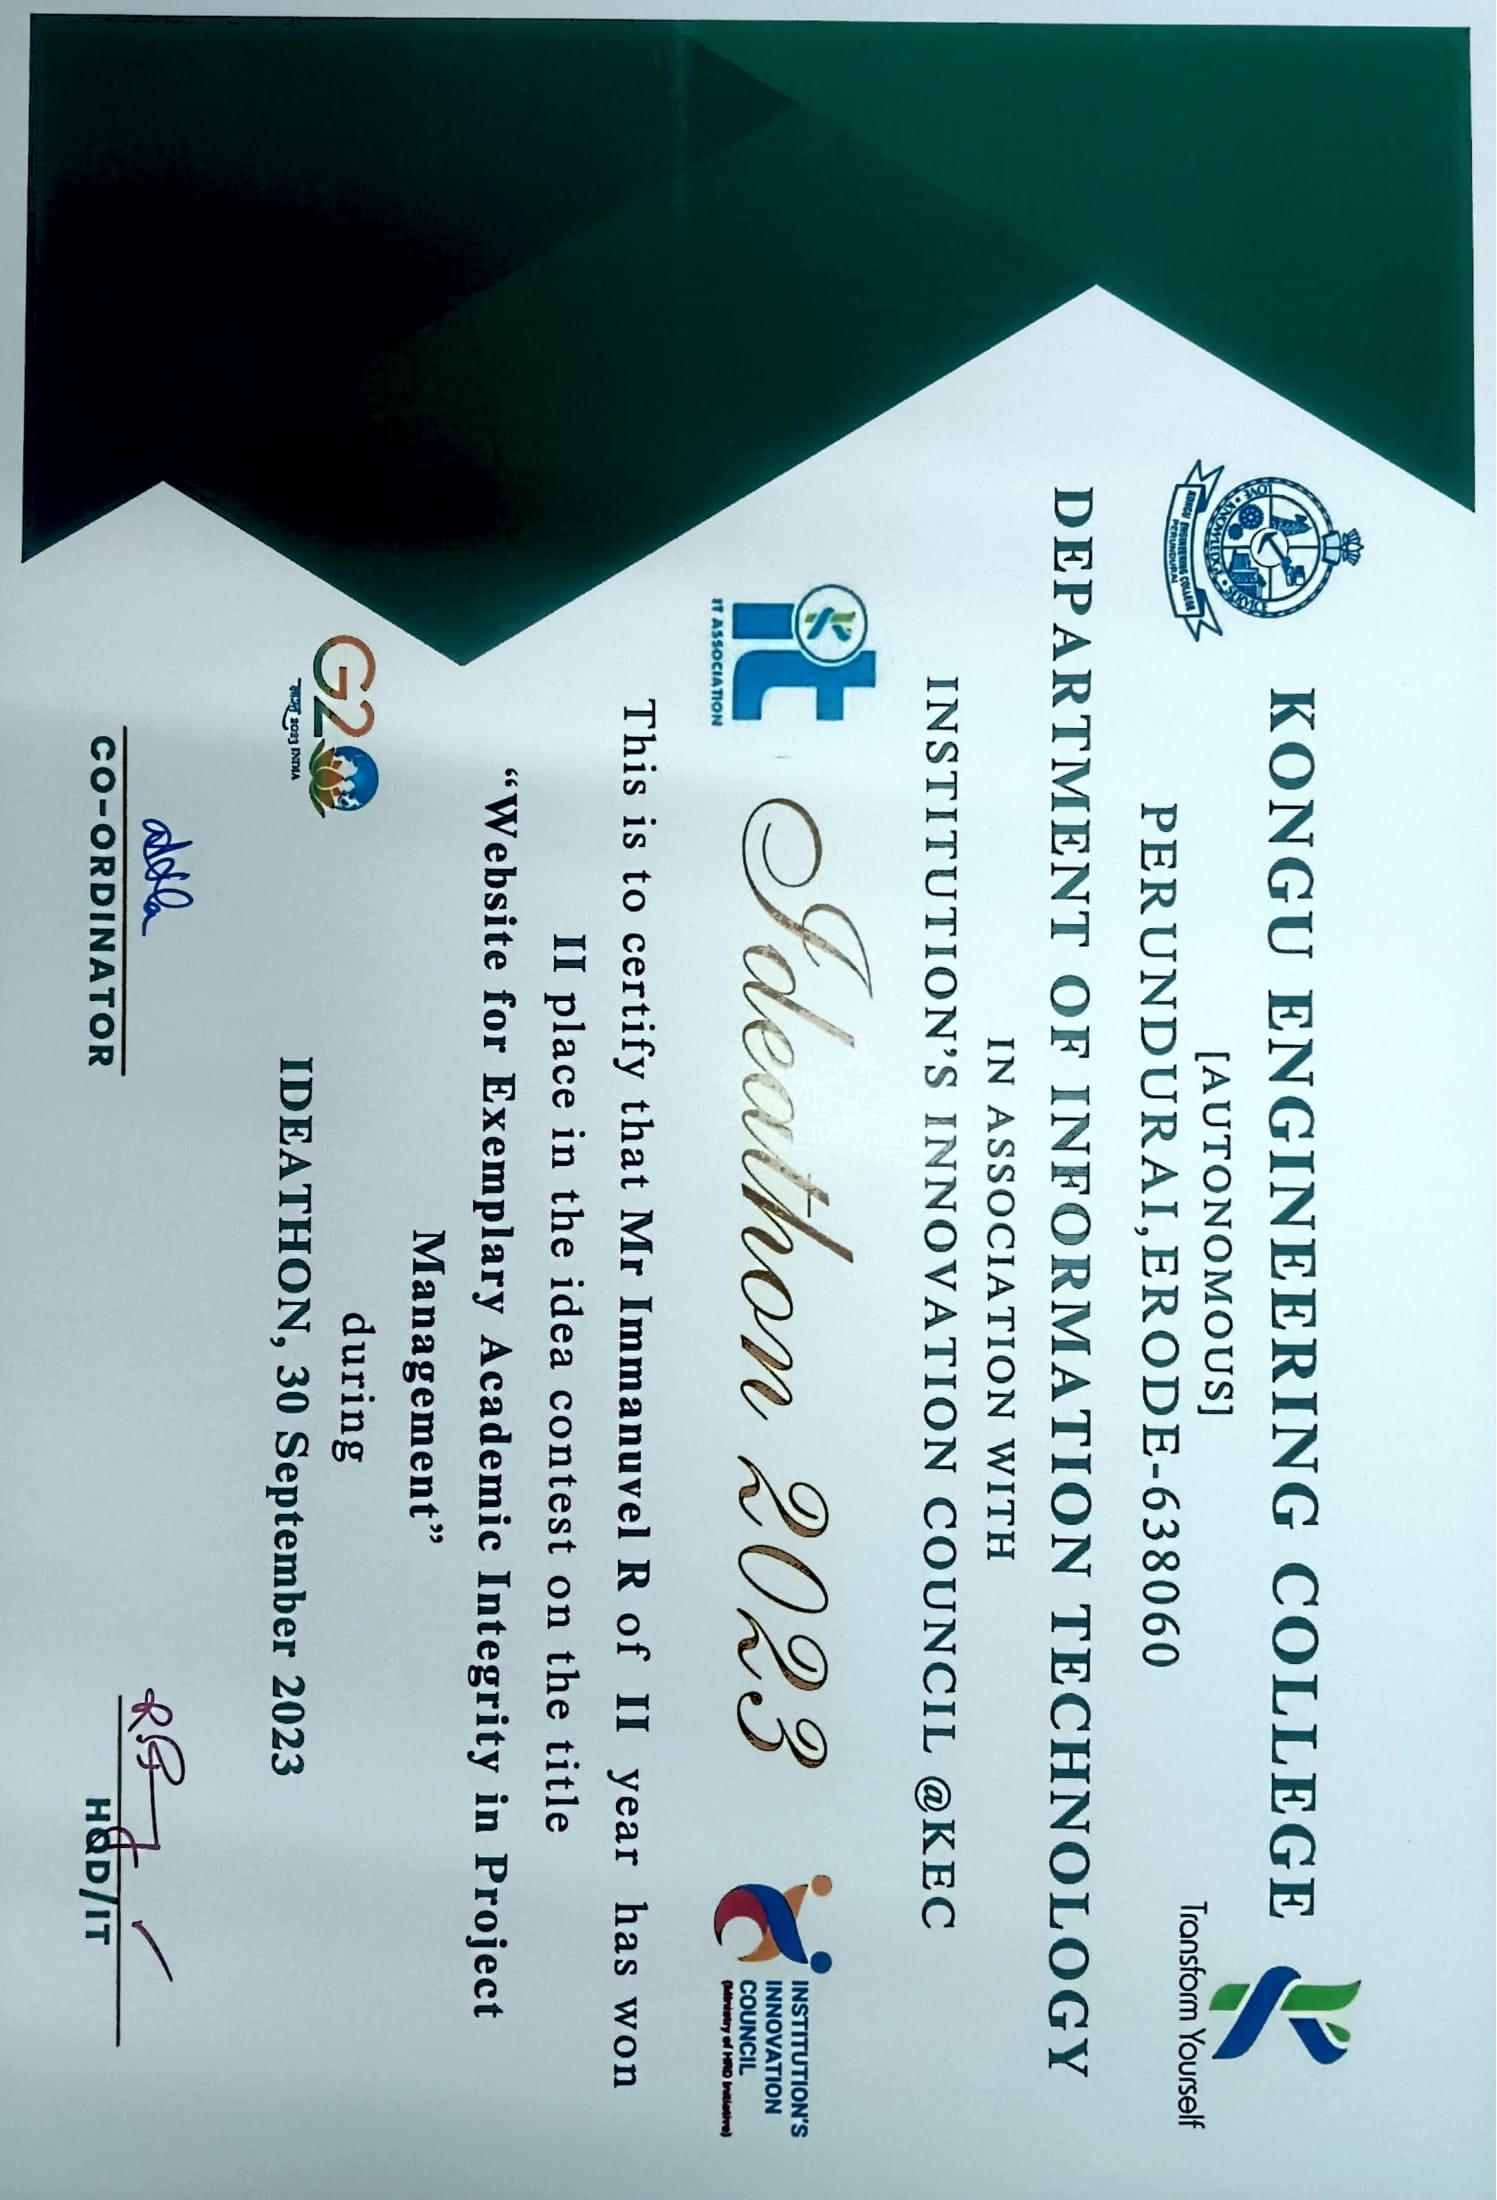 LOVE · KNOWLEDGE · SERVICE
KONGU ENGINEERING COLLEGE
PERUNDURAI
KONGU ENGINEERING COLLEGE
[AUTONOMOUS]
PERUNDURAI,ERODE-638060
Transform Yourself
DEPARTMENT OF INFORMATION TECHNOLOGY
IN ASSOCIATION WITH
INSTITUTION’S INNOVATION COUNCIL @KEC
it
IT ASSOCIATION
Ideathon 2023
INSTITUTION'S
INNOVATION
COUNCIL
(Ministry of HRD Initiative)
This is to certify that Mr Immanuvel R of II year has won
II place in the idea contest on the title
“Website for Exemplary Academic Integrity in Project
Management”
during
IDEATHON, 30 September 2023
G20
भारत 2023 INDIA
CO-ORDINATOR
HOD/IT